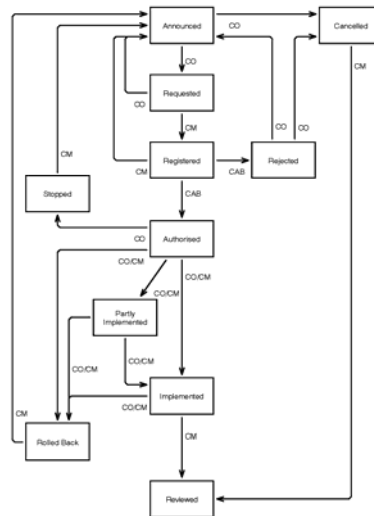 Announced
Cancelled
CO
CO
Requested
CO
CO
CO
CM
CM
Registered
Rejected
CM
CM
CAB
Stopped
CAB
Authorised
CO
CO/CM
CO/CM
CO/CM
Partly
Implemented
CO/CM
CO/CM
Implemented
CO/CM
CM
Rolled Back
CM
Reviewed